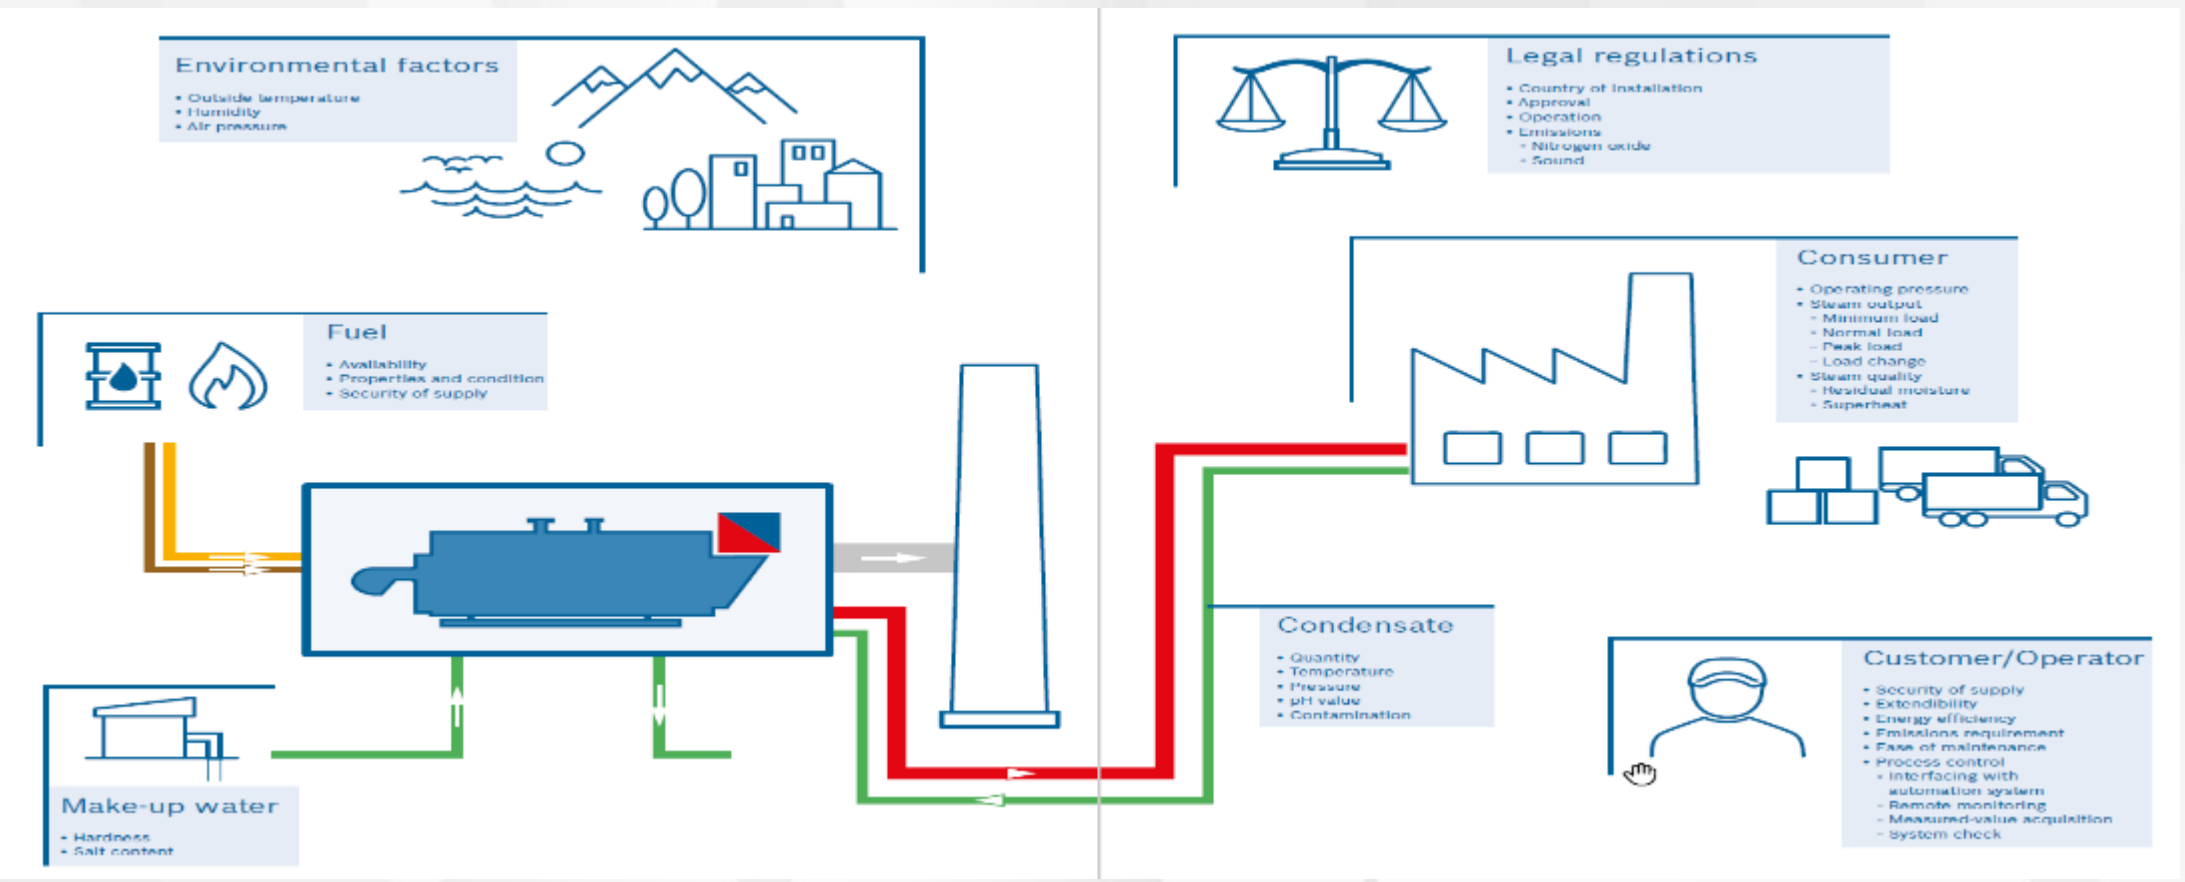 Environmental factors
• Outside temperature
• Humidity
• Air pressure
Fuel
• Availability
• Properties and condition
• Security of supply
Make-up water
• Hardness
• Salt content
Legal regulations
• Country of installation
• Approval
• Operation
• Emissions
- Nitrogen oxide
- Sound
Consumer
• Operating pressure
• Steam output
- Minimum load
- Normal load
- Peak load
- Load change
• Steam quality
- Residual moisture
- Superheat
Condensate
• Quantity
• Temperature
• Pressure
• pH value
• Contamination
Customer/Operator
• Security of supply
• Extendibility
• Energy efficiency
• Emissions requirement
• Ease of maintenance
• Process control
- Interfacing with
automation system
- Remote monitoring
- Measured-value acquisition
- System check